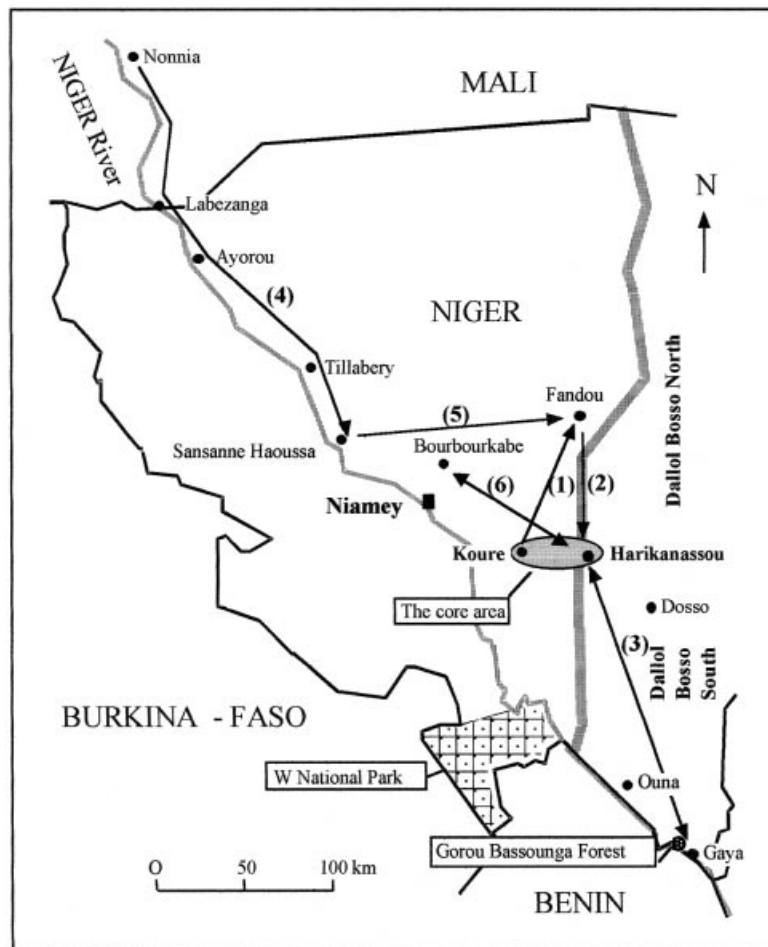 Nonnia
NIGER River
MALI
N
Labezanga
Ayorou
(4)
NIGER
Tillabery
Fandou
(5)
Sansanne Haoussa
Bourbourkabe
Dallol Bosso North
(6)
(1)
(2)
Niamey
Koure
Harikanassou
The core area
Dosso
(3)
Dallol
Bosso
South
BURKINA - FASO
W National Park
Ouna
Gorou Bassounga Forest
Gaya
0 50 100 km
BENIN